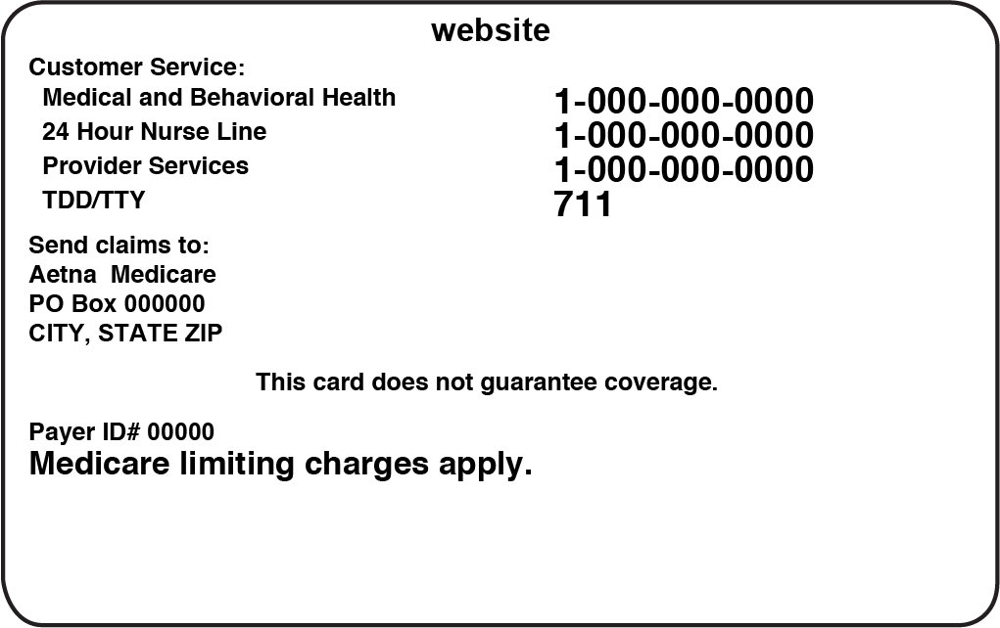 website
Customer Service:
Medical and Behavioral Health 1-000-000-0000
24 Hour Nurse Line 1-000-000-0000
Provider Services 1-000-000-0000
TDD/TTY 711
Send claims to:
Aetna  Medicare
PO Box 000000
CITY, STATE ZIP
This card does not guarantee coverage.
Payer ID# 00000
Medicare limiting charges apply.